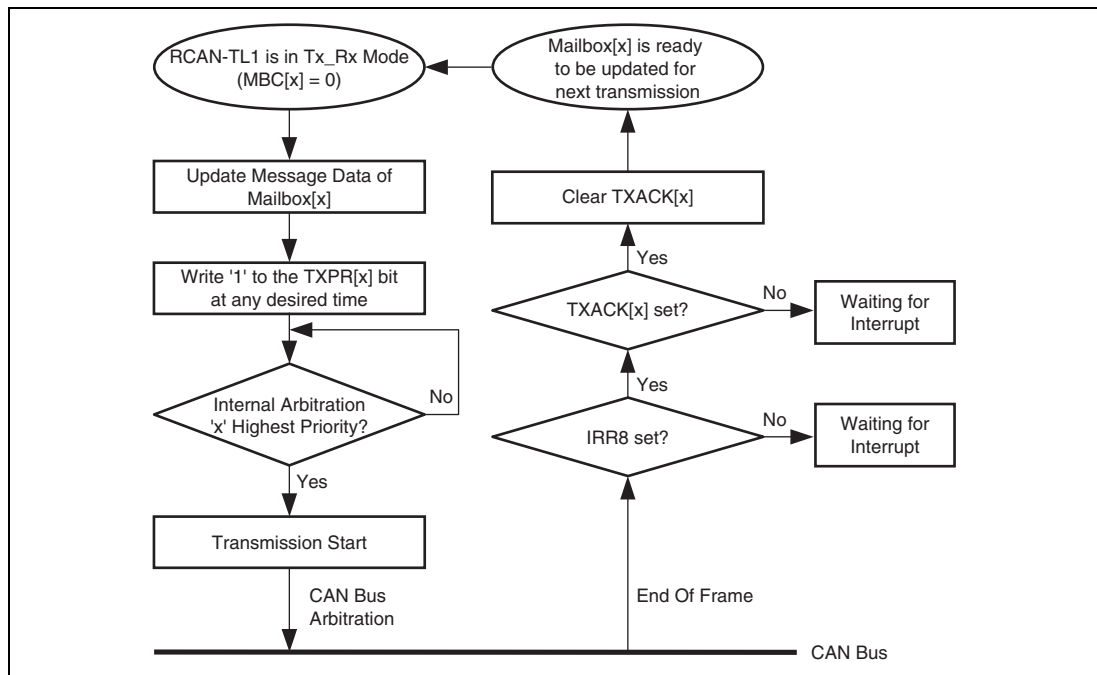 RCAN-TL1 is in Tx_Rx Mode
(MBC[x] = 0)
Update Message Data of
Mailbox[x]
Write '1' to the TXPR[x] bit
at any desired time
Internal Arbitration
'x' Highest Priority?
No
Yes
Transmission Start
CAN Bus
Arbitration
Mailbox[x] is ready
to be updated for
next transmission
Clear TXACK[x]
Yes
TXACK[x] set?
No
Waiting for
Interrupt
Yes
IRR8 set?
No
Waiting for
Interrupt
End Of Frame
CAN Bus